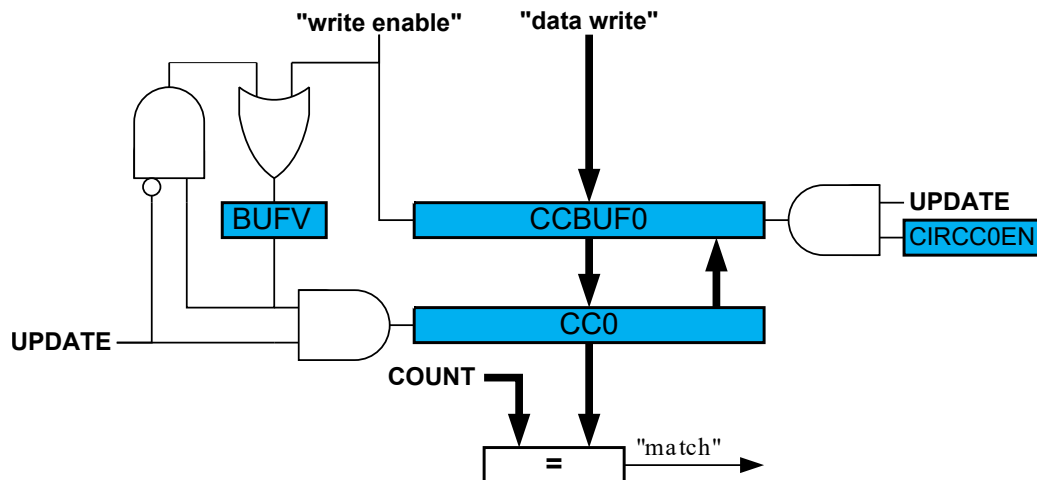 "write enable"
"data write"
BUFV
CCBUF0
UPDATE
CIRCC0EN
UPDATE
CC0
COUNT
"match"
=